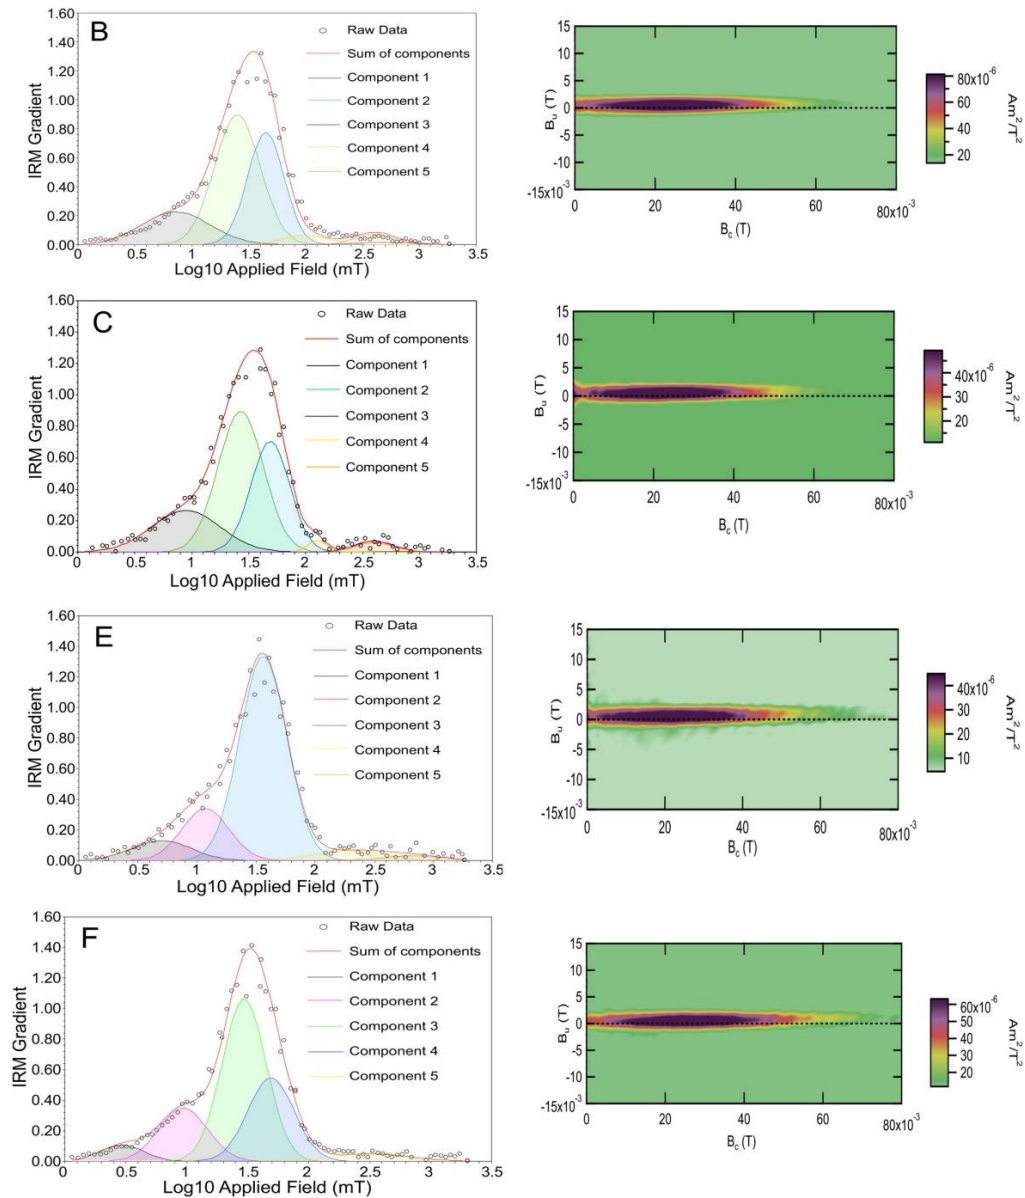 B
1.60
1.40
1.20
1.00
0.80
0.60
0.40
0.20
0.00
IRM Gradient
0.5 1.0 1.5 2.0 2.5 3.0 3.5
Log10 Applied Field (mT)
Raw Data
Sum of components
Component 1
Component 2
Component 3
Component 4
Component 5
15
10
5
0
-5
-10
-15x10-3
Bu (T)
0 20 40 60 80x10-3
Bc (T)
80x10-6
60
40
20
Am2/T2
C
1.60
1.40
1.20
1.00
0.80
0.60
0.40
0.20
0.00
IRM Gradient
0 0.5 1 1.5 2 2.5 3 3.5
Log10 Applied Field (mT)
Raw Data
Sum of components
Component 1
Component 2
Component 3
Component 4
Component 5
15
10
5
0
-5
-10
-15x10-3
Bu (T)
0 20 40 60 80x10-3
Bc (T)
40x10-6
30
20
Am2/T2
E
1.60
1.40
1.20
1.00
0.80
0.60
0.40
0.20
0.00
IRM Gradient
0 0.5 1 1.5 2 2.5 3 3.5
Log10 Applied Field (mT)
Raw Data
Sum of components
Component 1
Component 2
Component 3
Component 4
Component 5
15
10
5
0
-5
-10
-15x10-3
Bu (T)
0 20 40 60 80x10-3
Bc (T)
40x10-6
30
20
10
Am2/T2
F
1.60
1.40
1.20
1.00
0.80
0.60
0.40
0.20
0.00
IRM Gradient
0 0.5 1 1.5 2 2.5 3 3.5
Log10 Applied Field (mT)
Raw Data
Sum of components
Component 1
Component 2
Component 3
Component 4
Component 5
15
10
5
0
-5
-10
-15x10-3
Bu (T)
0 20 40 60 80x10-3
Bc (T)
60x10-6
50
40
30
20
Am2/T2